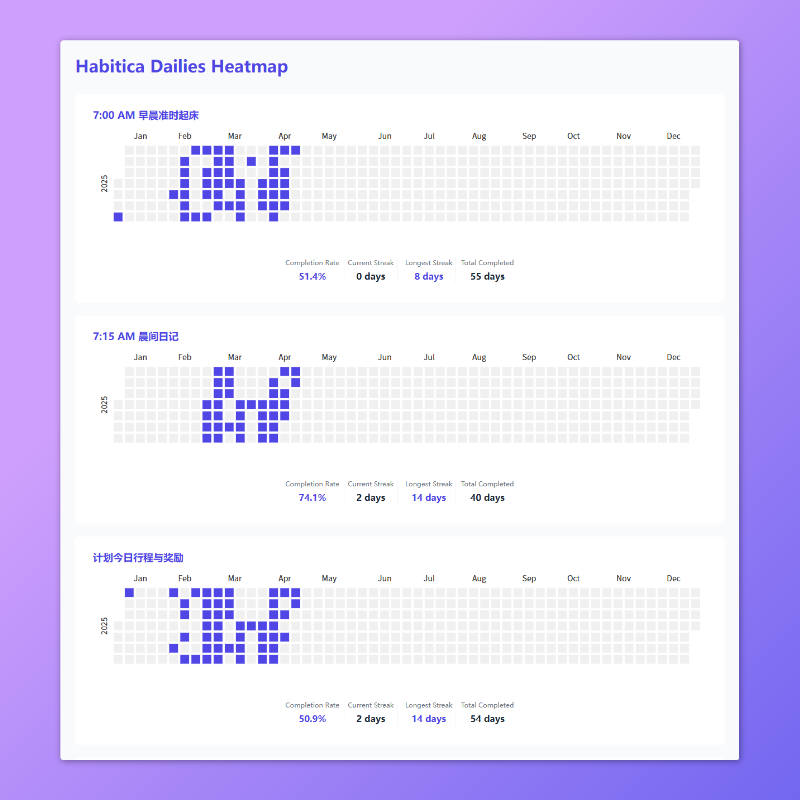 Habitica Dailies Heatmap
7:00 AM 早晨准时起床
Jan Feb Mar Apr May Jun Jul Aug Sep Oct Nov Dec
2025
Completion Rate Current Streak Longest Streak Total Completed
51.4% 0 days 8 days 55 days
7:15 AM 晨间日记
Jan Feb Mar Apr May Jun Jul Aug Sep Oct Nov Dec
2025
Completion Rate Current Streak Longest Streak Total Completed
74.1% 2 days 14 days 40 days
计划今日行程与奖励
Jan Feb Mar Apr May Jun Jul Aug Sep Oct Nov Dec
2025
Completion Rate Current Streak Longest Streak Total Completed
50.9% 2 days 14 days 54 days